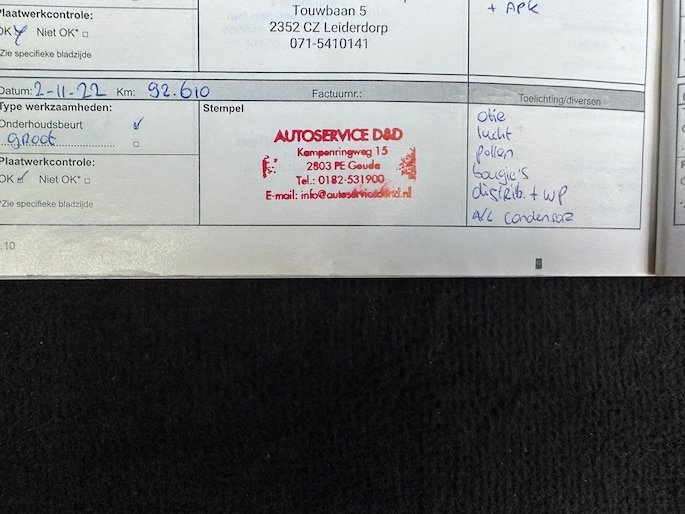 Plaatwerkcontrole:
OK Niet OK*
Zie specifieke bladzijde
Touwbaan 5
2352 CZ Leiderdorp
071-5410141
+ APK
Datum: 2-11-22 Km: 92.610 Factuurnr.: Toelichting/diversen
Type werkzaamheden:
Onderhoudsbeurt
groot
Plaatwerkcontrole:
OK Niet OK*
*Zie specifieke bladzijde
Stempel
AUTOSERVICE D&D
Kampenringweg 15
2803 PE Gouda
Tel.: 0182-531900
E-mail: info@autoservicedend.nl
olie
lucht
pollen
bougie's
distrib. + WP
A/C condensor
.10